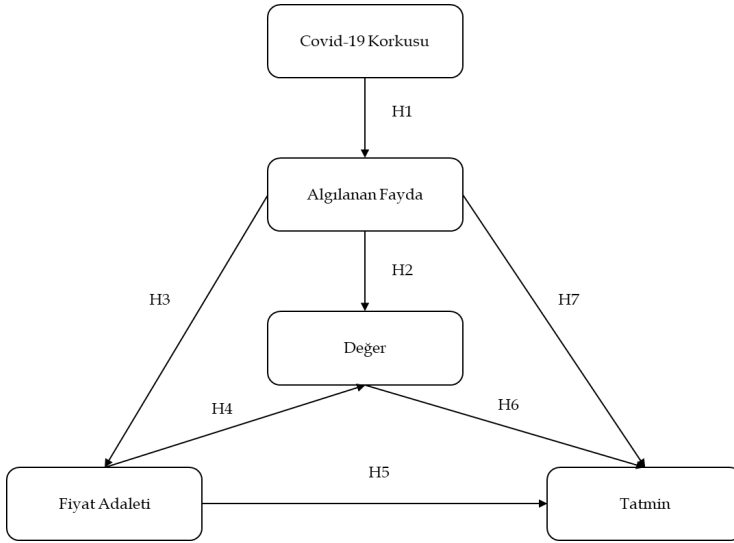 Covid-19 Korkusu
H1
Algılanan Fayda
H2
H3
H7
Değer
H4
H6
H5
Fiyat Adaleti
Tatmin